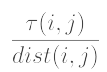 τ(i, j)
dist(i, j)